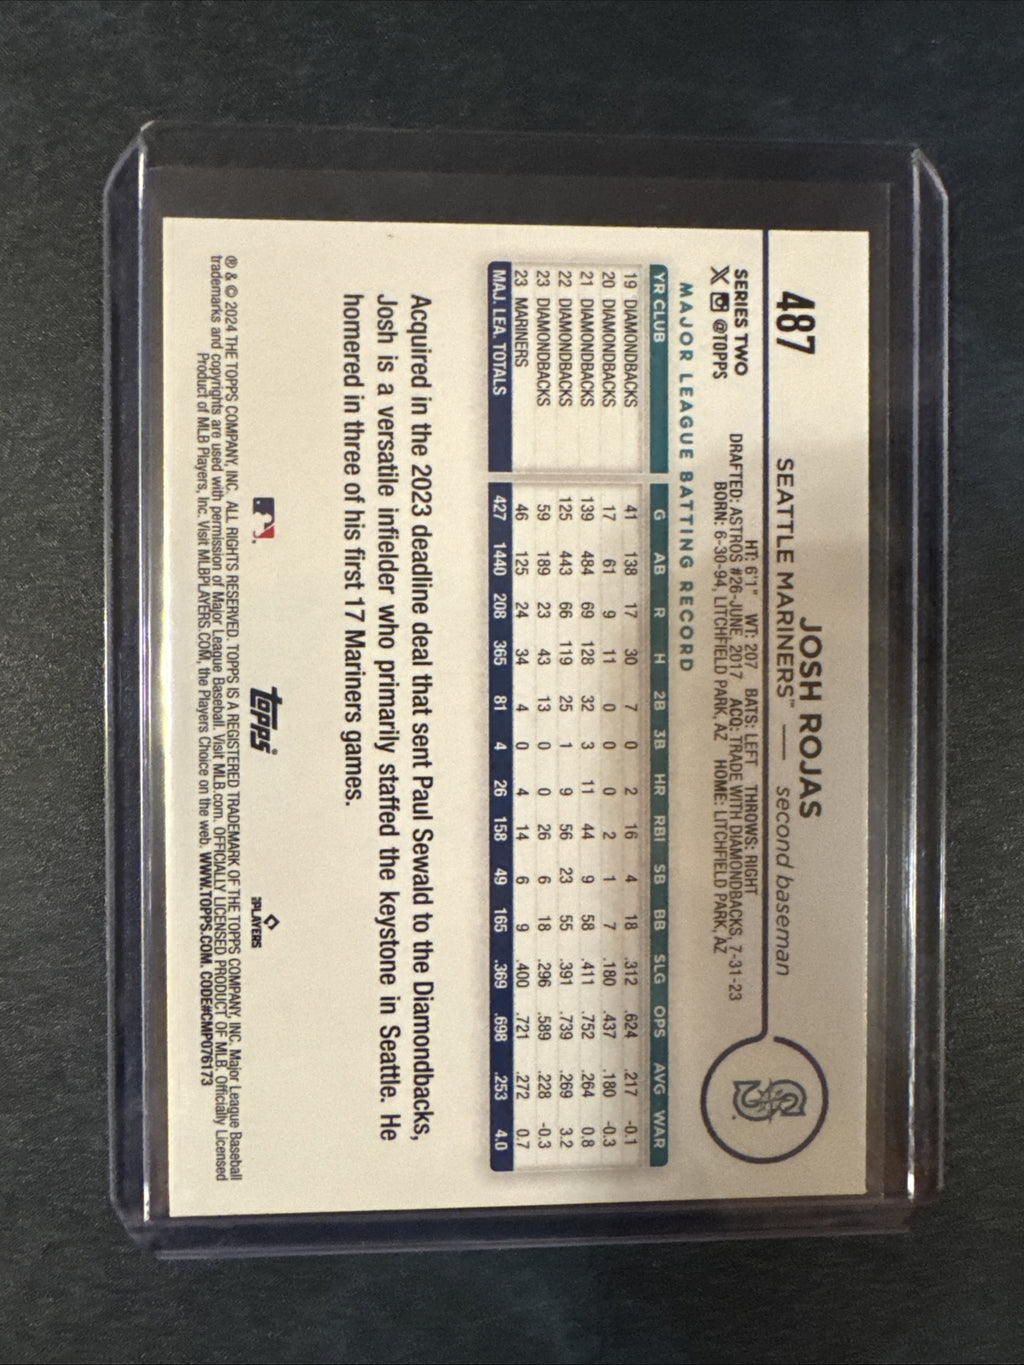 487
JOSH ROJAS
SEATTLE MARINERS™ — second baseman
SERIES TWO
X @TOPPS
HT: 6'1" WT: 207 BATS: LEFT THROWS: RIGHT
DRAFTED: ASTROS #26-JUNE, 2017 ACQ: TRADE WITH DIAMONDBACKS, 7-31-23
BORN: 6-30-94, LITCHFIELD PARK, AZ HOME: LITCHFIELD PARK, AZ
MAJOR LEAGUE BATTING RECORD
YR CLUB G AB R H 2B 3B HR RBI SB BB SLG OPS AVG WAR
19 DIAMONDBACKS 41 138 17 30 7 0 2 16 4 18 .312 .624 .217 -0.1
20 DIAMONDBACKS 17 61 9 11 0 0 0 2 1 7 .180 .437 .180 -0.3
21 DIAMONDBACKS 139 484 69 128 32 3 11 44 9 58 .411 .752 .264 0.8
22 DIAMONDBACKS 125 443 66 119 25 1 9 56 23 55 .391 .739 .269 3.2
23 DIAMONDBACKS 59 189 23 43 13 0 0 26 6 18 .296 .589 .228 -0.3
23 MARINERS 46 125 24 34 4 0 4 14 6 9 .400 .721 .272 0.7
MAJ. LEA. TOTALS 427 1440 208 365 81 4 26 158 49 165 .369 .698 .253 4.0
Acquired in the 2023 deadline deal that sent Paul Sewald to the Diamondbacks,
Josh is a versatile infielder who primarily staffed the keystone in Seattle. He
homered in three of his first 17 Mariners games.
topps®
PLAYERS
® & © 2024 THE TOPPS COMPANY, INC. ALL RIGHTS RESERVED. TOPPS IS A REGISTERED TRADEMARK OF THE TOPPS COMPANY, INC. Major League Baseball
trademarks and copyrights are used with permission of Major League Baseball. Visit MLB.com. OFFICIALLY LICENSED PRODUCT OF MLB. Officially Licensed
Product of MLB Players, Inc. Visit MLBPLAYERS.COM, the Players Choice on the web. WWW.TOPPS.COM. CODE#CMP076173